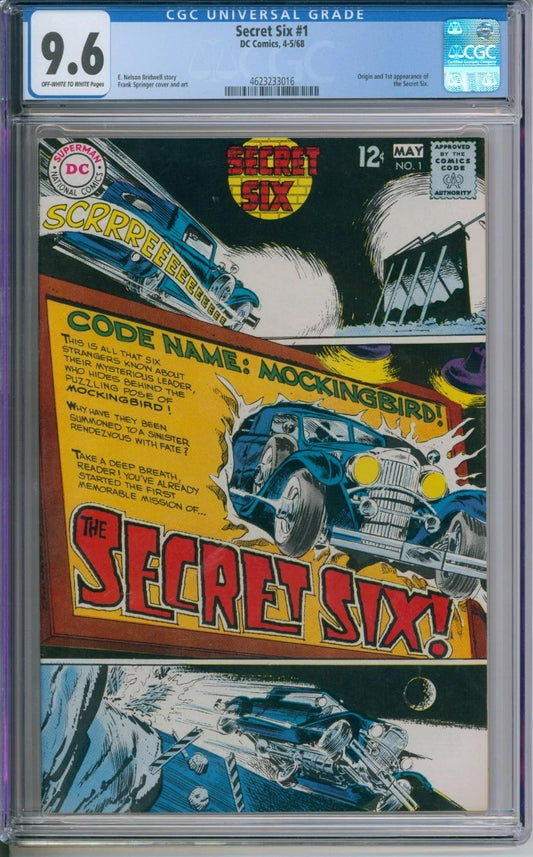 CGC UNIVERSAL GRADE
9.6
OFF-WHITE TO WHITE Pages
Secret Six #1
DC Comics, 4-5/68
E. Nelson Bridwell story
Frank Springer cover and art
4623233016
Origin and 1st appearance of
the Secret Six.
CGC
SUPERMAN
DC
NATIONAL COMICS
SECRET
SIX
12¢
MAY
NO. 1
APPROVED
BY THE
COMICS
CODE
AUTHORITY
SCRRREEEEEEEEEEE
CODE NAME: MOCKINGBIRD!
THIS IS ALL THAT SIX
STRANGERS KNOW ABOUT
THEIR MYSTERIOUS LEADER,
WHO HIDES BEHIND THE
PUZZLING POSE OF
MOCKINGBIRD!
WHY HAVE THEY BEEN
SUMMONED TO A SINISTER
RENDEZVOUS WITH FATE?
TAKE A DEEP BREATH,
READER! YOU'VE ALREADY
STARTED THE FIRST
MEMORABLE MISSION OF...
THE
SECRET SIX!